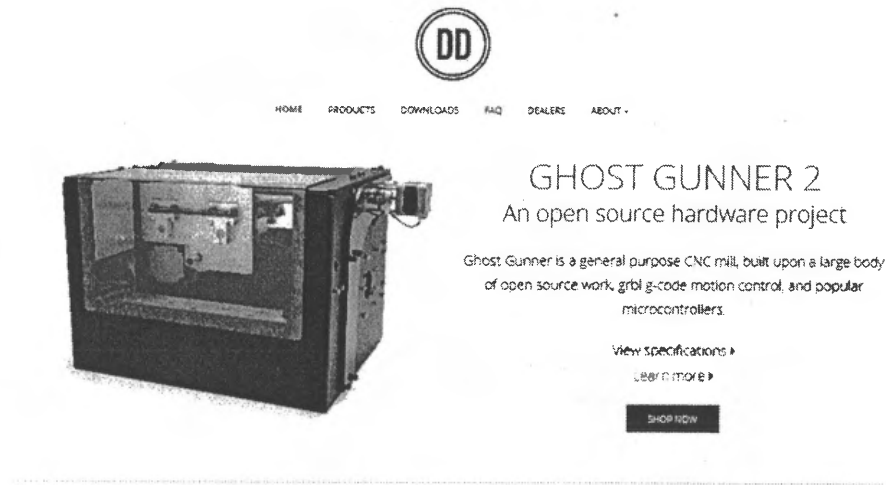 DD
HOME PRODUCTS DOWNLOADS FAQ DEALERS ABOUT
GHOST GUNNER 2
An open source hardware project
Ghost Gunner is a general purpose CNC mill, built upon a large body
of open source work, grbl g-code motion control, and popular
microcontrollers.
View specifications
Learn more
SHOP NOW